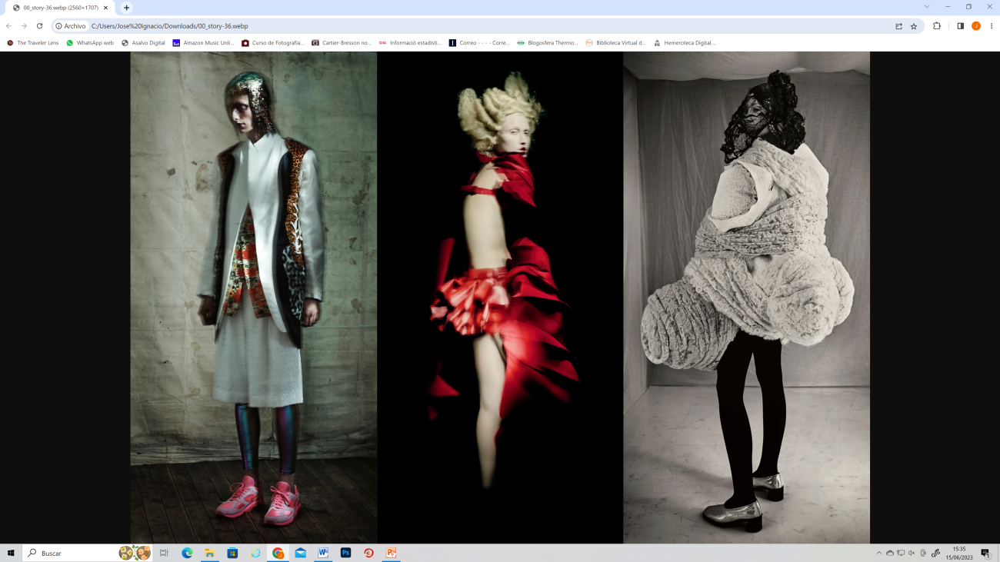 00_story-36.webp (2560×1707)
Archivo C:/Users/Jose%20Ignacio/Downloads/00_story-36.webp
The Traveler Lens WhatsApp web Asalvo Digital Amazon Music Unli... Curso de Fotografía... Cartier-Bresson no... GVA Informació estadísti... Correo - - - - Corre... Blogosfera Thermo... Biblioteca Virtual d... Hemeroteca Digital...
Buscar
15:35
15/06/2023